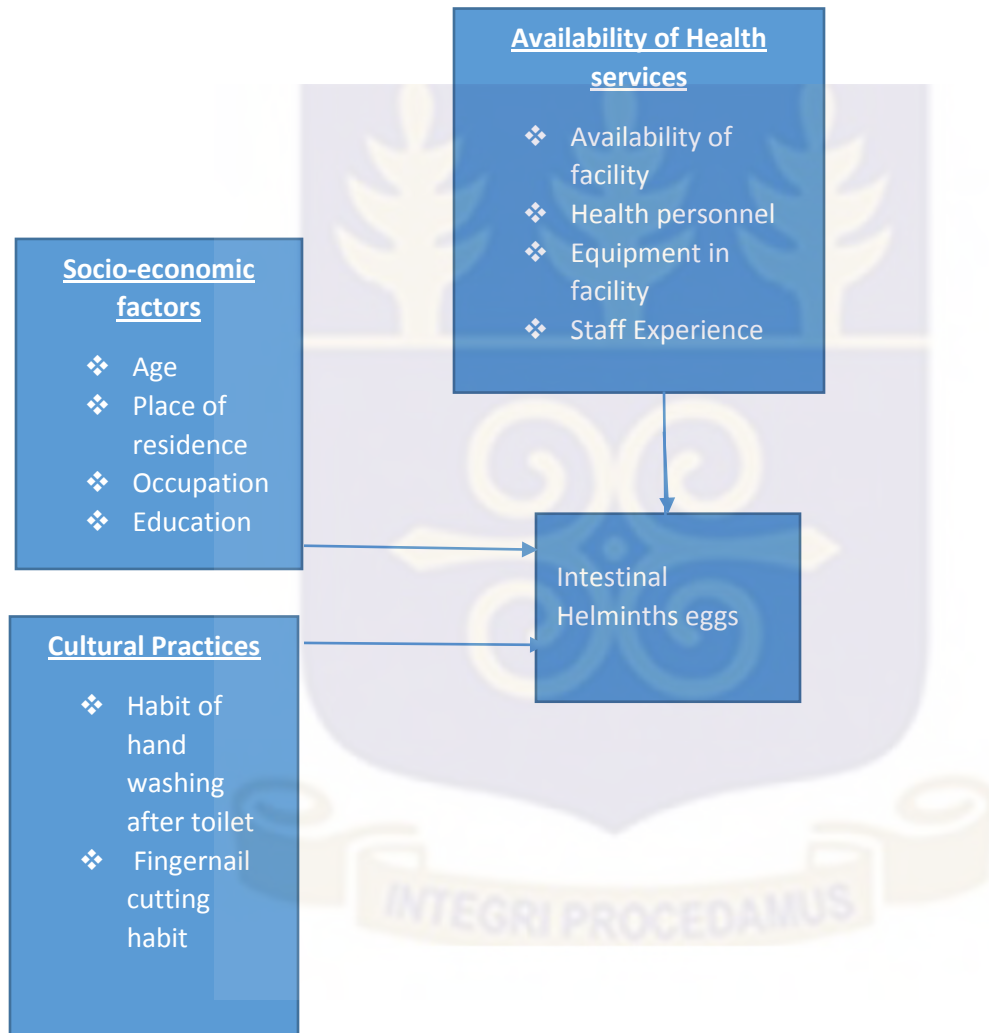 Availability of Health
services
❖ Availability of
facility
❖ Health personnel
❖ Equipment in
facility
❖ Staff Experience
Socio-economic
factors
❖ Age
❖ Place of
residence
❖ Occupation
❖ Education
Intestinal
Helminths eggs
Cultural Practices
❖ Habit of
hand
washing
after toilet
❖ Fingernail
cutting
habit
INTEGRI PROCEDAMUS